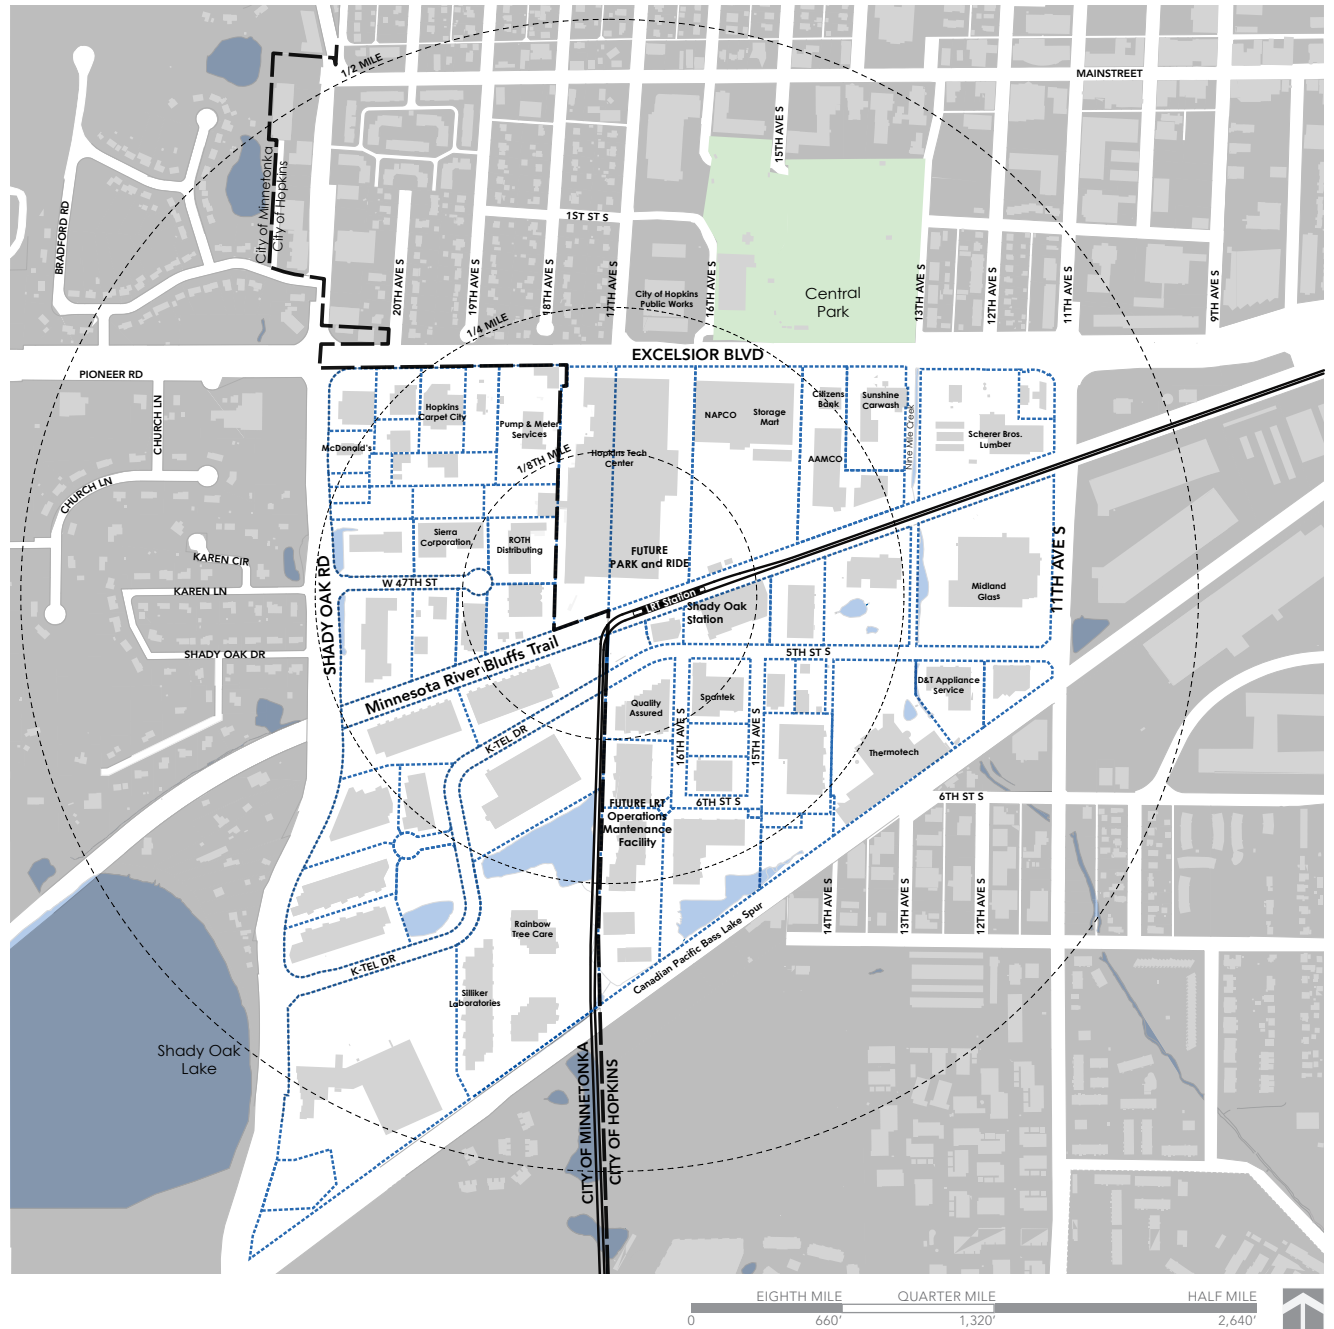 1/2 MILE
MAINSTREET
15TH AVE S
City of Minnetonka
City of Hopkins
BRADFORD RD
1ST ST S
20TH AVE S
19TH AVE S
18TH AVE S
17TH AVE S
City of Hopkins
Public Works
16TH AVE S
Central
Park
13TH AVE S
12TH AVE S
11TH AVE S
9TH AVE S
1/4 MILE
EXCELSIOR BLVD
PIONEER RD
CHURCH LN
Hopkins
Carpet City
Pump & Meter
Services
McDonald's
1/8TH MILE
Hopkins Tech
Center
NAPCO
Storage
Mart
Citizens
Bank
Sunshine
Carwash
AAMCO
Nine Mile Creek
Scherer Bros.
Lumber
CHURCH LN
Sierra
Corporation
ROTH
Distributing
FUTURE
PARK and RIDE
KAREN CIR
KAREN LN
SHADY OAK RD
W 47TH ST
LRT Station
Shady Oak
Station
Midland
Glass
11TH AVE S
SHADY OAK DR
Minnesota River Bluffs Trail
5TH ST S
D&T Appliance
Service
Quality
Assured
Spantek
16TH AVE S
15TH AVE S
K-TEL DR
Thermotech
FUTURE LRT
Operations
Mantenance
Facility
6TH ST S
6TH ST S
14TH AVE S
13TH AVE S
12TH AVE S
Rainbow
Tree Care
Canadian Pacific Bass Lake Spur
K-TEL DR
Silliker
Laboratories
Shady Oak
Lake
CITY OF MINNETONKA
CITY OF HOPKINS
EIGHTH MILE
QUARTER MILE
HALF MILE
0
660'
1,320'
2,640'